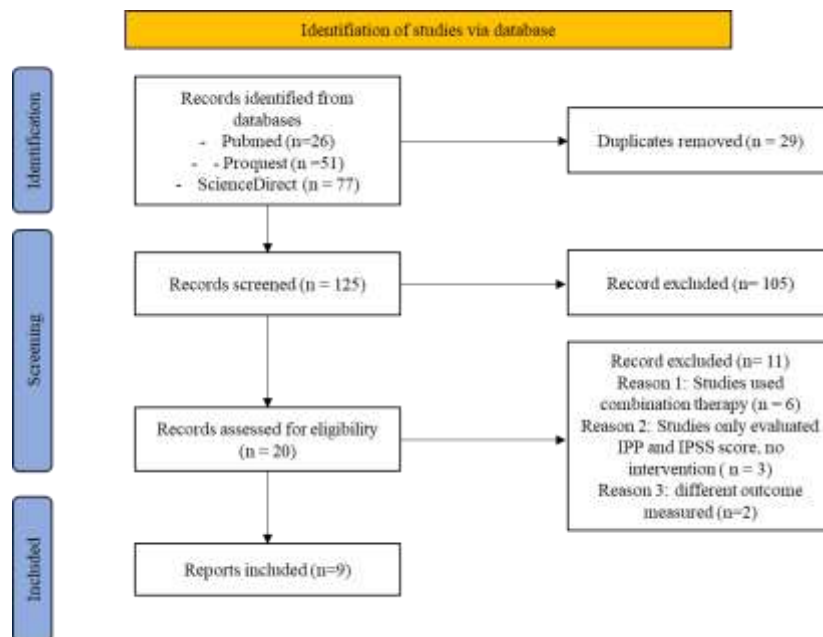 Identifiation of studies via database
Identification
Records identified from
databases
- Pubmed (n=26)
- - Proquest (n =51)
- ScienceDirect (n = 77)
Duplicates removed (n = 29)
Screening
Records screened (n = 125)
Record excluded (n= 105)
Records assessed for eligibility
(n = 20)
Record excluded (n= 11)
Reason 1: Studies used
combination therapy (n = 6)
Reason 2: Studies only evaluated
IPP and IPSS score, no
intervention ( n = 3)
Reason 3: different outcome
measured (n=2)
Included
Reports included (n=9)